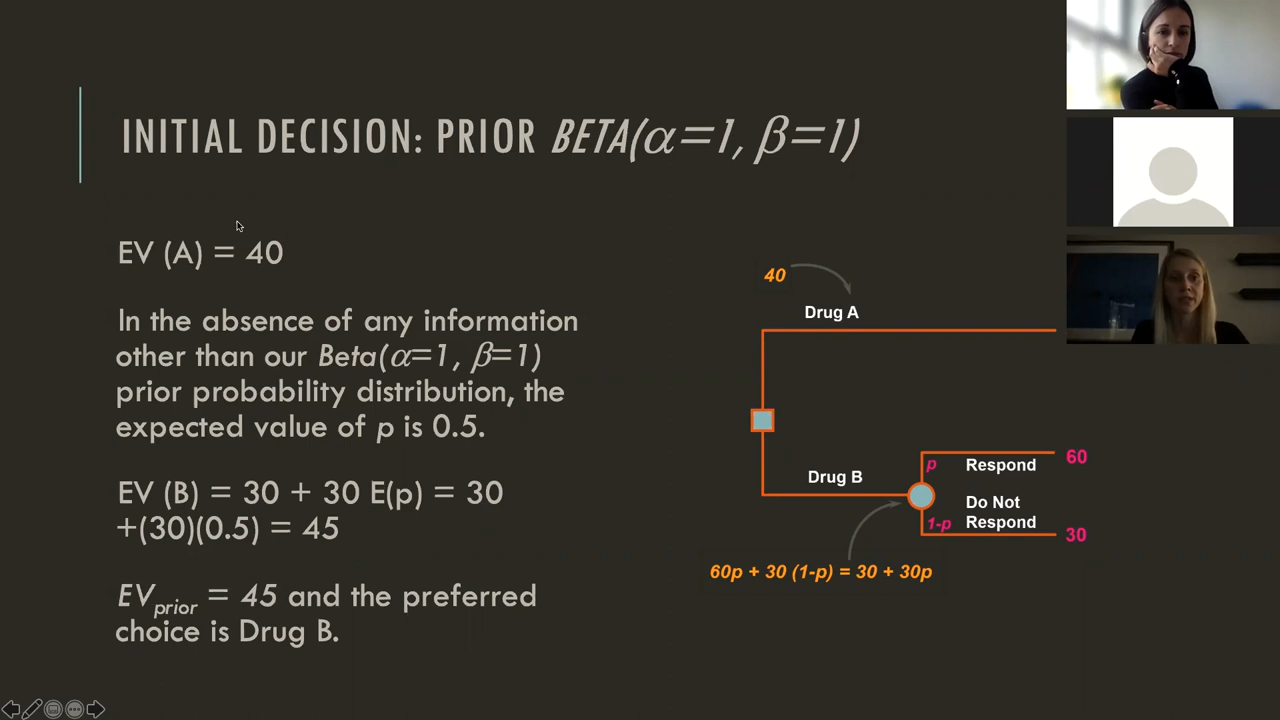 INITIAL DECISION: PRIOR BETA(α=1, β=1)
EV (A) = 40
In the absence of any information
other than our Beta(α=1, β=1)
prior probability distribution, the
expected value of p is 0.5.
EV (B) = 30 + 30 E(p) = 30
+(30)(0.5) = 45
EVprior = 45 and the preferred
choice is Drug B.
40
Drug A
Drug B
p
Respond
60
Do Not
Respond
1-p
30
60p + 30 (1-p) = 30 + 30p